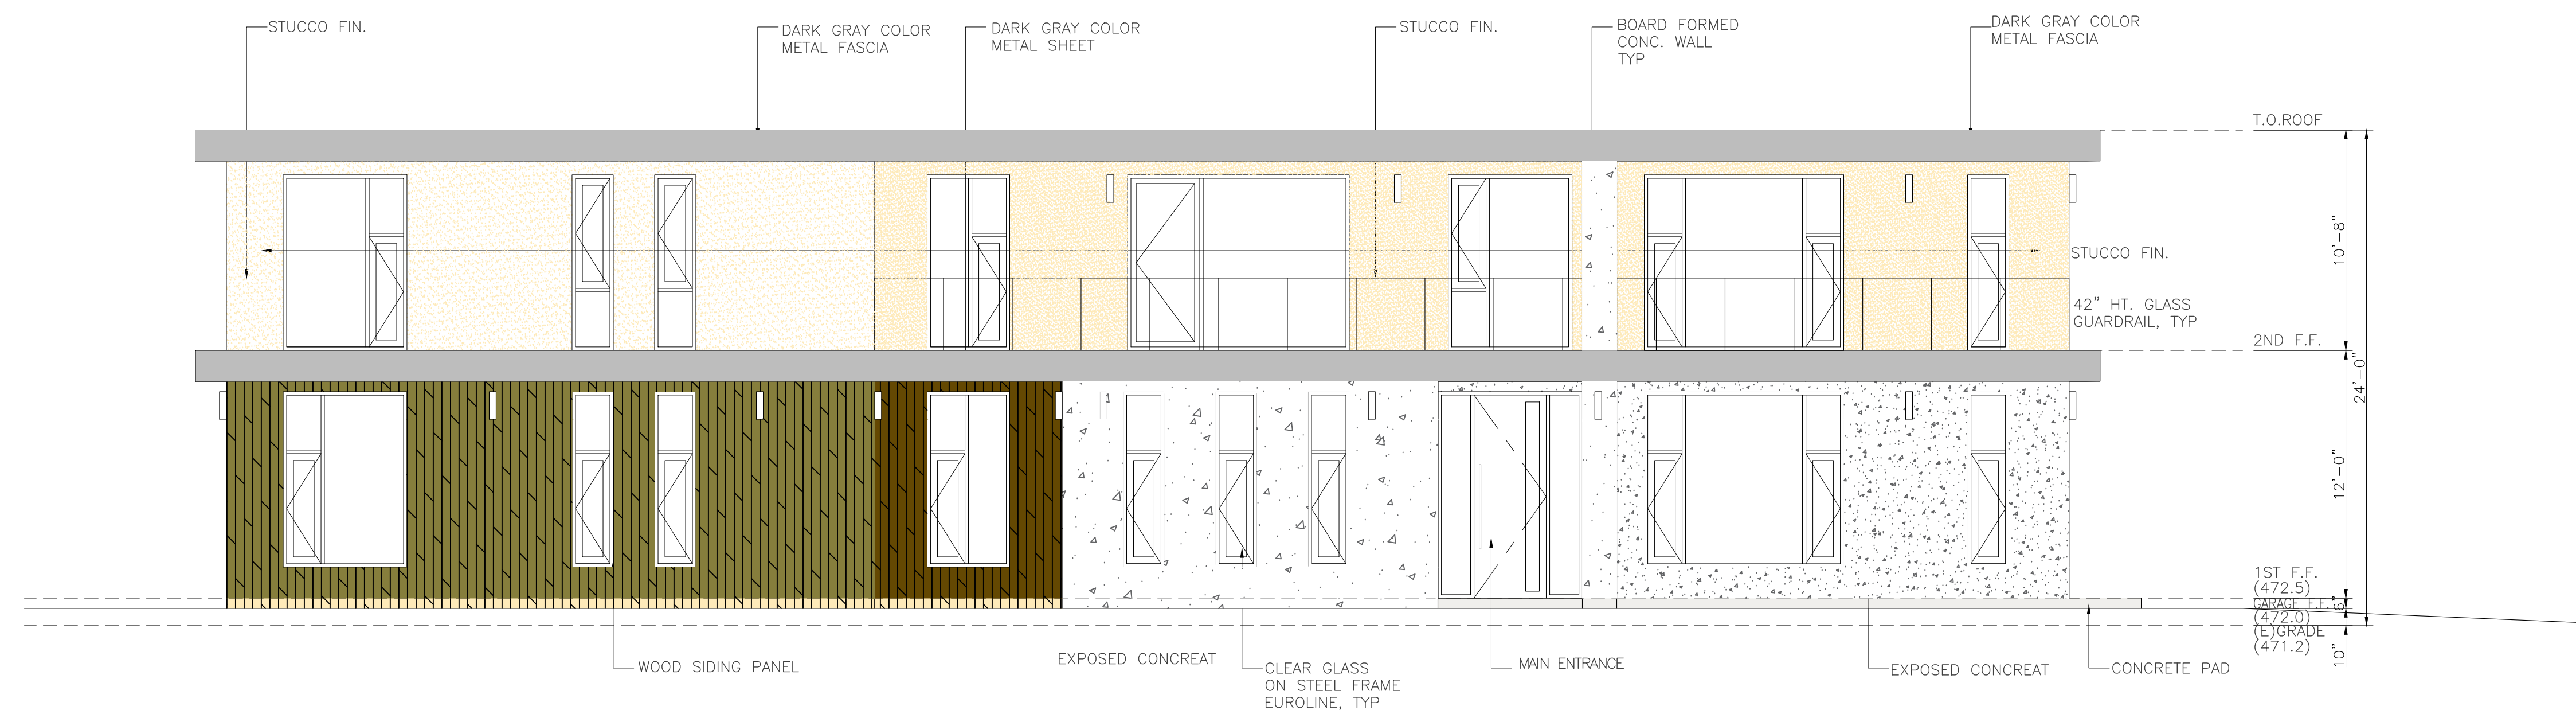 STUCCO FIN.
DARK GRAY COLOR
METAL FASCIA
DARK GRAY COLOR
METAL SHEET
STUCCO FIN.
BOARD FORMED
CONC. WALL
TYP
DARK GRAY COLOR
METAL FASCIA
T.O.ROOF
10'-8"
STUCCO FIN.
42" HT. GLASS
GUARDRAIL, TYP
2ND F.F.
24'-0"
12'-0"
1ST F.F.
(472.5)
GARAGE F.F.
6"
(472.0)
(E)GRADE
(471.2)
10"
WOOD SIDING PANEL
EXPOSED CONCREAT
CLEAR GLASS
ON STEEL FRAME
EUROLINE, TYP
MAIN ENTRANCE
EXPOSED CONCREAT
CONCRETE PAD